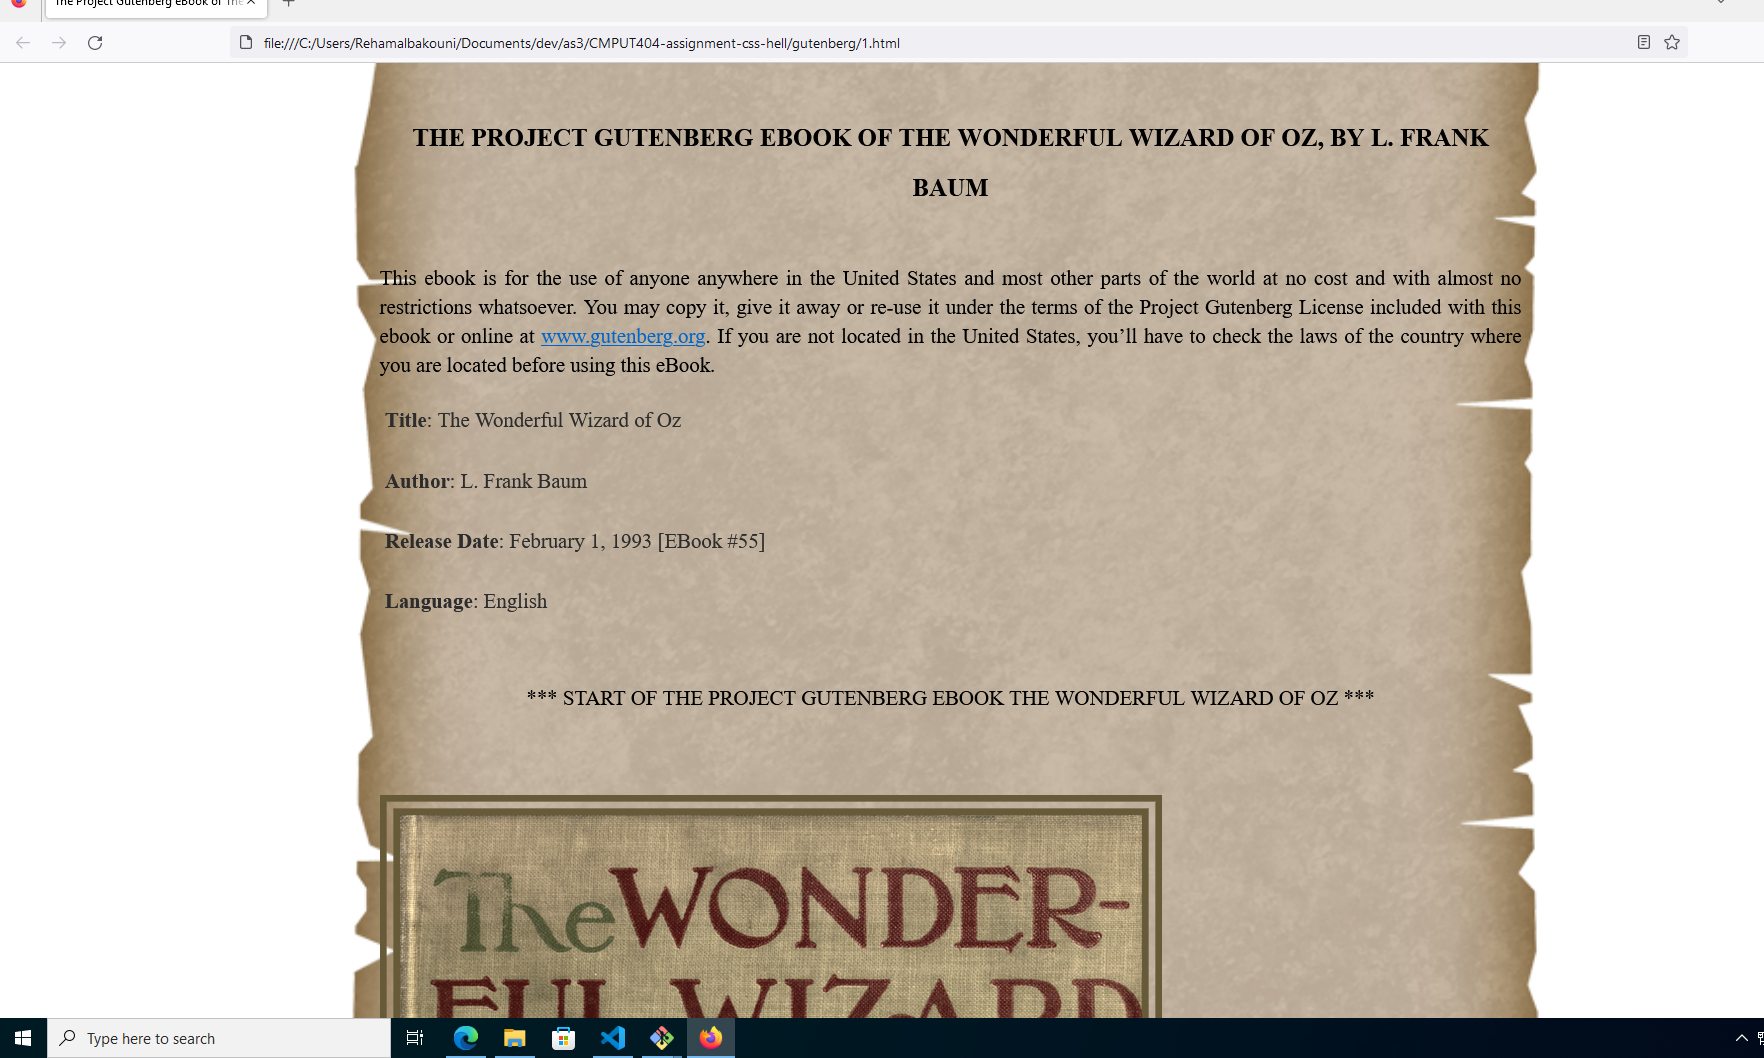 The Project Gutenberg eBook of The
file:///C:/Users/Rehamalbakouni/Documents/dev/as3/CMPUT404-assignment-css-hell/gutenberg/1.html
THE PROJECT GUTENBERG EBOOK OF THE WONDERFUL WIZARD OF OZ, BY L. FRANK
BAUM
This ebook is for the use of anyone anywhere in the United States and most other parts of the world at no cost and with almost no
restrictions whatsoever. You may copy it, give it away or re-use it under the terms of the Project Gutenberg License included with this
ebook or online at www.gutenberg.org. If you are not located in the United States, you’ll have to check the laws of the country where
you are located before using this eBook.
Title: The Wonderful Wizard of Oz
Author: L. Frank Baum
Release Date: February 1, 1993 [EBook #55]
Language: English
*** START OF THE PROJECT GUTENBERG EBOOK THE WONDERFUL WIZARD OF OZ ***
The WONDER-
FUL WIZARD
Type here to search